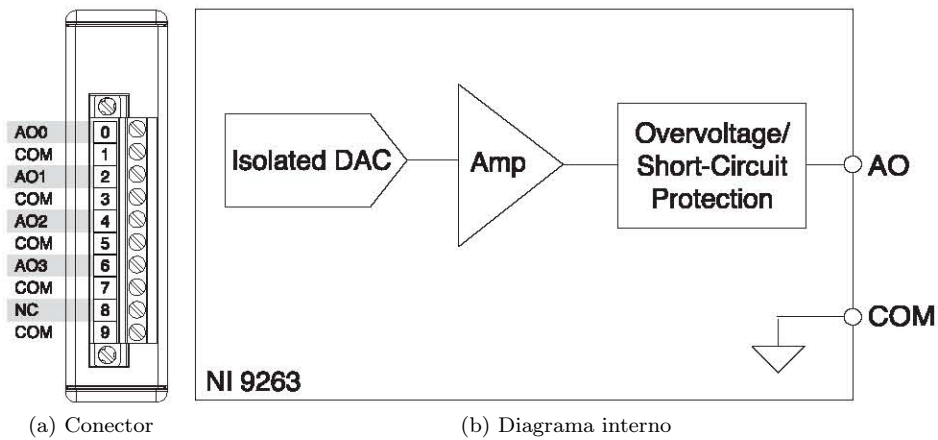 AO0 0
COM 1
AO1 2
COM 3
AO2 4
COM 5
AO3 6
COM 7
NC 8
COM 9
Isolated DAC
Amp
Overvoltage/
Short-Circuit
Protection
AO
COM
NI 9263
(a) Conector
(b) Diagrama interno